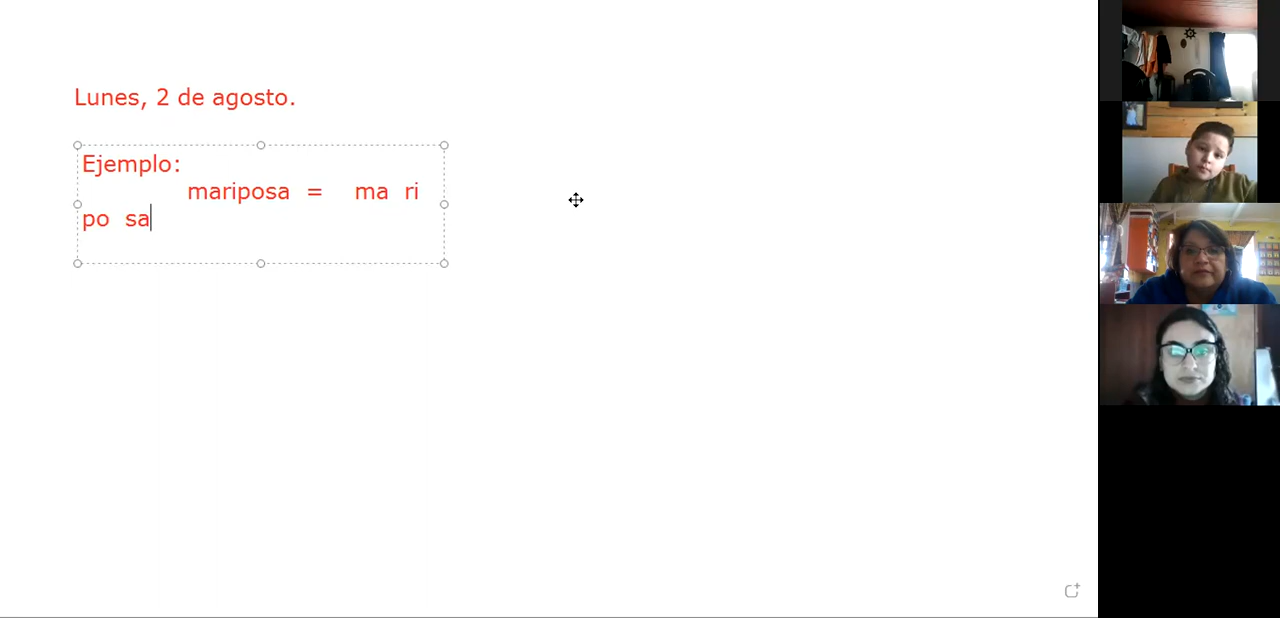 Lunes, 2 de agosto.
Ejemplo:
mariposa = ma ri
po sa